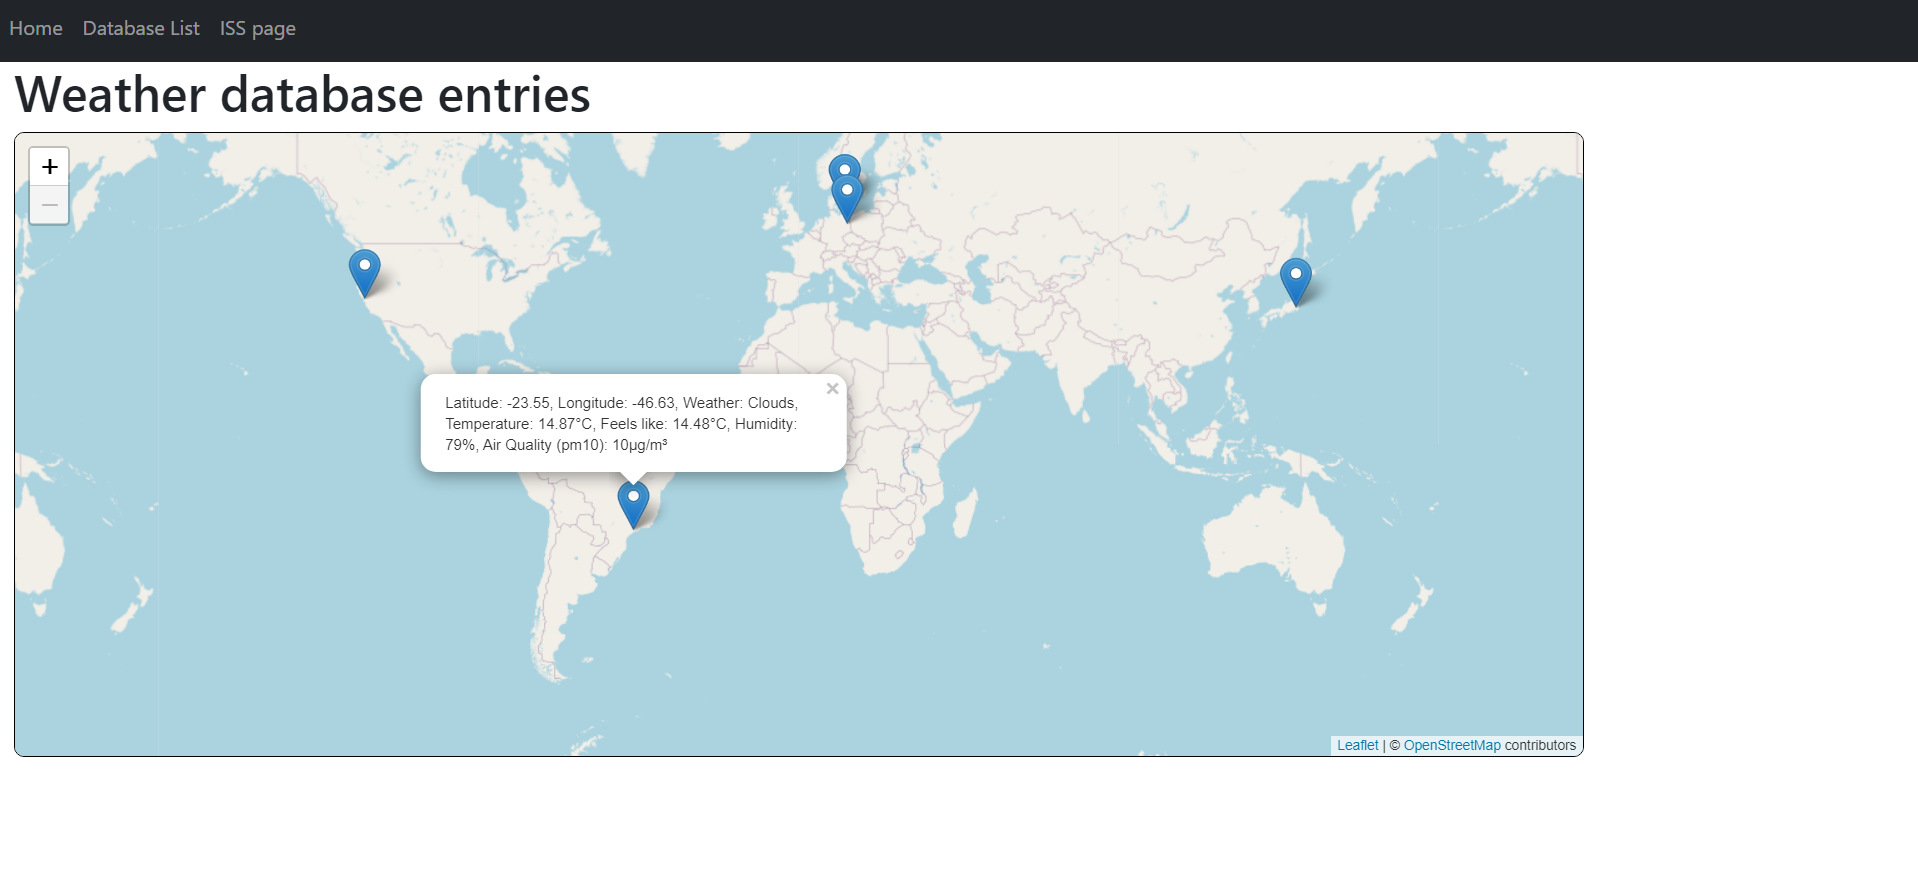 Home Database List ISS page
Weather database entries
+
−
×
Latitude: -23.55, Longitude: -46.63, Weather: Clouds,
Temperature: 14.87°C, Feels like: 14.48°C, Humidity:
79%, Air Quality (pm10): 10µg/m³
Leaflet | © OpenStreetMap contributors